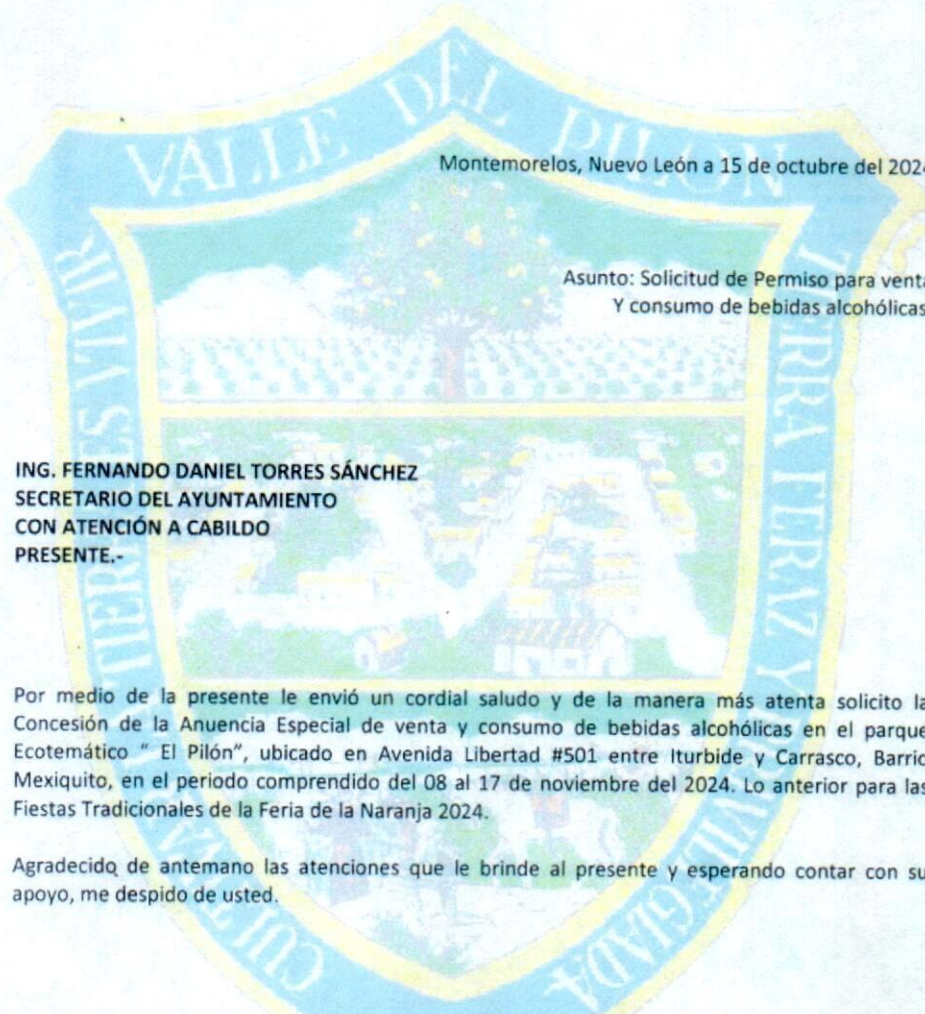 VALLE DEL PILON
Montemorelos, Nuevo León a 15 de octubre del 2024
Asunto: Solicitud de Permiso para venta
Y consumo de bebidas alcohólicas
ING. FERNANDO DANIEL TORRES SÁNCHEZ
SECRETARIO DEL AYUNTAMIENTO
CON ATENCIÓN A CABILDO
PRESENTE.-
Por medio de la presente le envió un cordial saludo y de la manera más atenta solicito la
Concesión de la Anuencia Especial de venta y consumo de bebidas alcohólicas en el parque
Ecotemático “ El Pilón”, ubicado en Avenida Libertad #501 entre Iturbide y Carrasco, Barrio
Mexiquito, en el periodo comprendido del 08 al 17 de noviembre del 2024. Lo anterior para las
Fiestas Tradicionales de la Feria de la Naranja 2024.
Agradecido de antemano las atenciones que le brinde al presente y esperando contar con su
apoyo, me despido de usted.
CULTIVA
TIERRA FERAZ Y PRIVILEGIADA